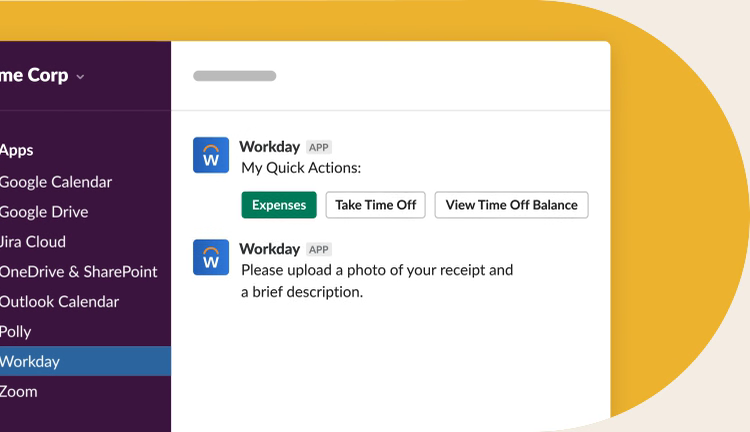 me Corp
Apps
Google Calendar
Google Drive
Jira Cloud
OneDrive & SharePoint
Outlook Calendar
Polly
Workday
Zoom
W
Workday APP
My Quick Actions:
Expenses Take Time Off View Time Off Balance
W
Workday APP
Please upload a photo of your receipt and
a brief description.